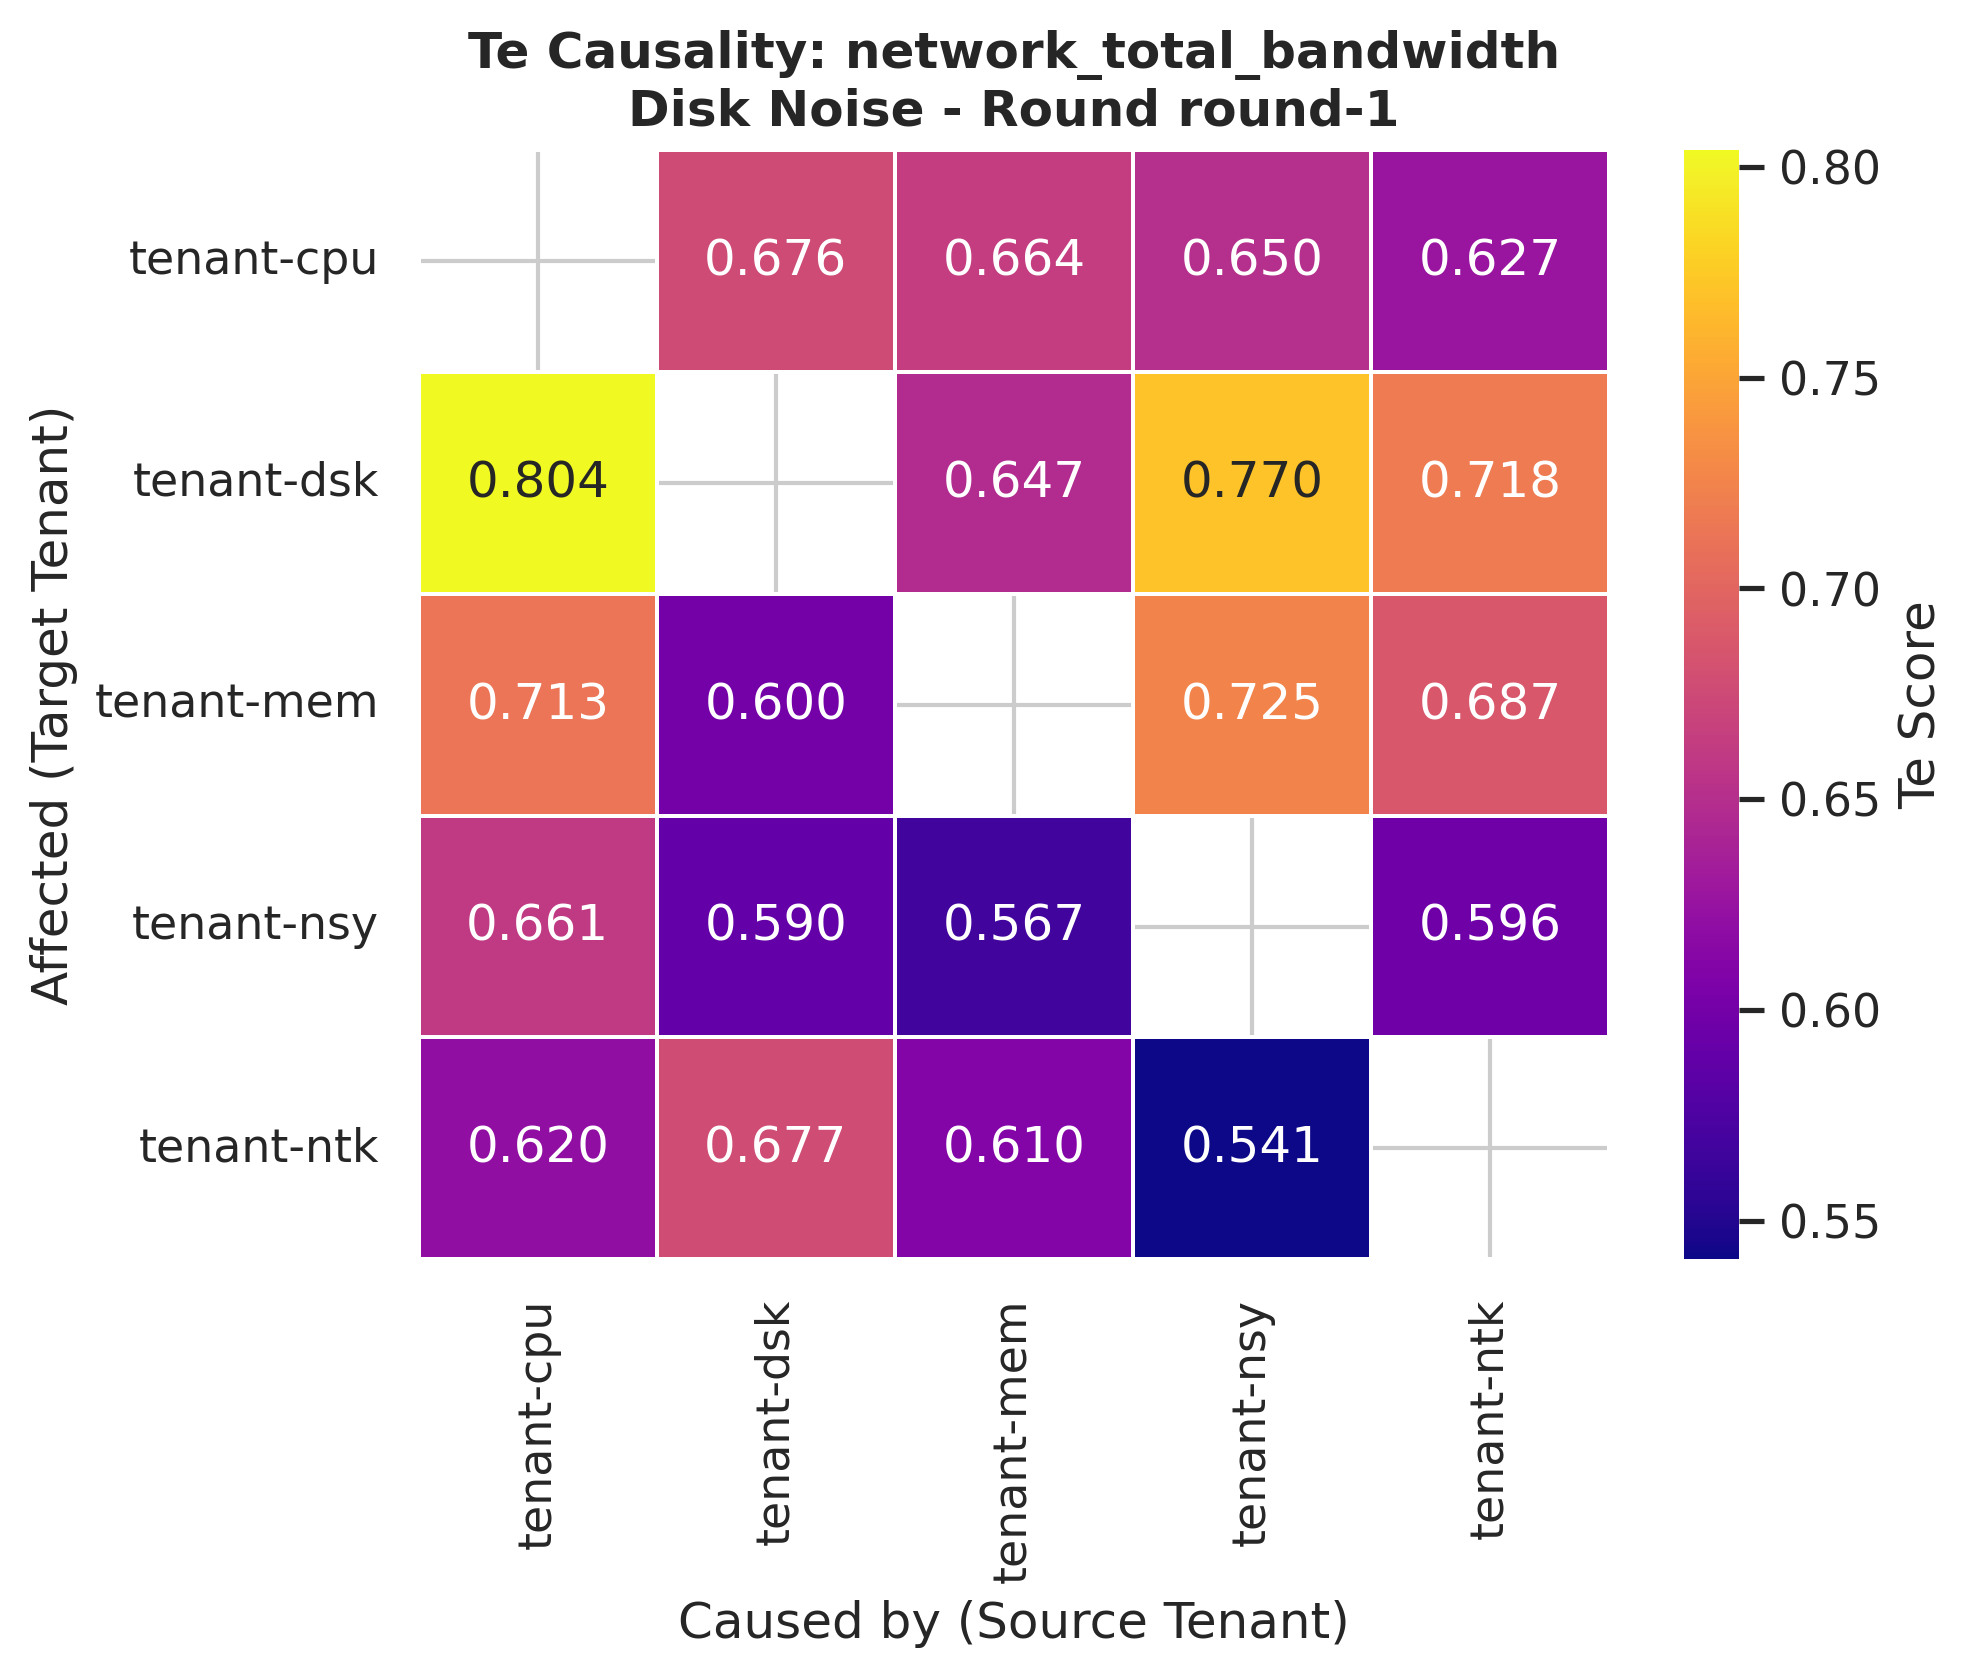 Te Causality: network_total_bandwidth
Disk Noise - Round round-1
Affected (Target Tenant)
tenant-cpu 0.676 0.664 0.650 0.627
tenant-dsk 0.804 0.647 0.770 0.718
tenant-mem 0.713 0.600 0.725 0.687
tenant-nsy 0.661 0.590 0.567 0.596
tenant-ntk 0.620 0.677 0.610 0.541
tenant-cpu
tenant-dsk
tenant-mem
tenant-nsy
tenant-ntk
Caused by (Source Tenant)
0.80
0.75
0.70
0.65
0.60
0.55
Te Score